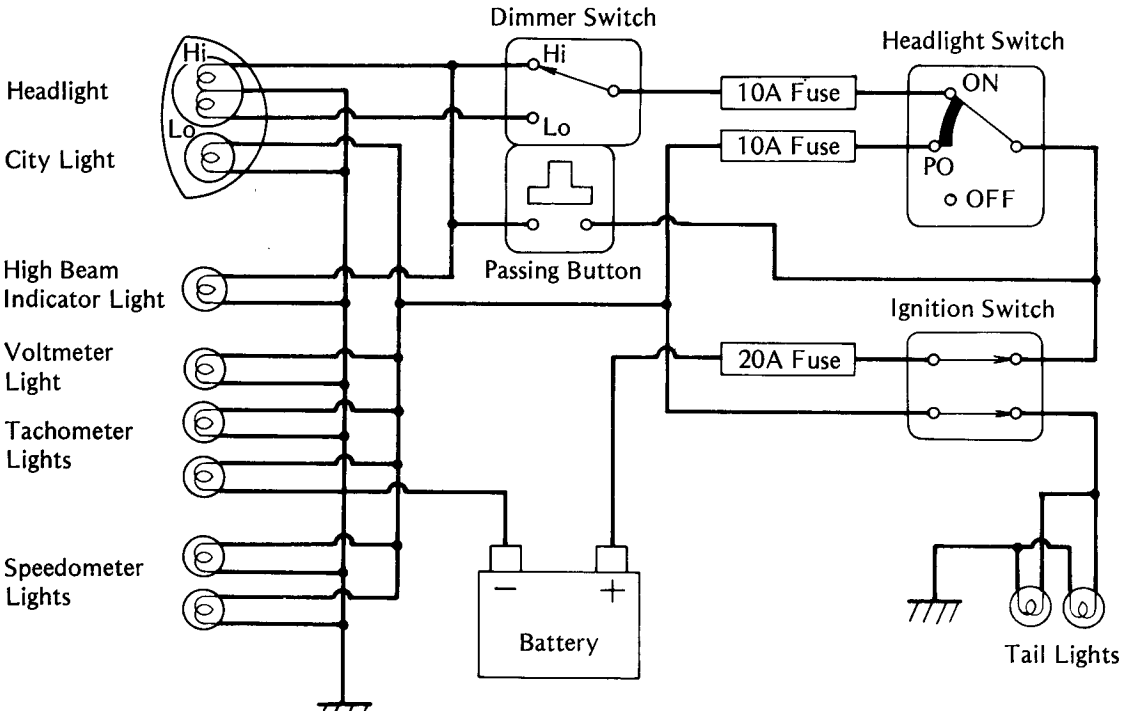 Dimmer Switch
Headlight Switch
Hi
Hi
ON
Headlight
10A Fuse
Lo
Lo
City Light
10A Fuse
PO
OFF
High Beam
Indicator Light
Passing Button
Ignition Switch
Voltmeter
Light
20A Fuse
Tachometer
Lights
Speedometer
Lights
− +
Battery
Tail Lights